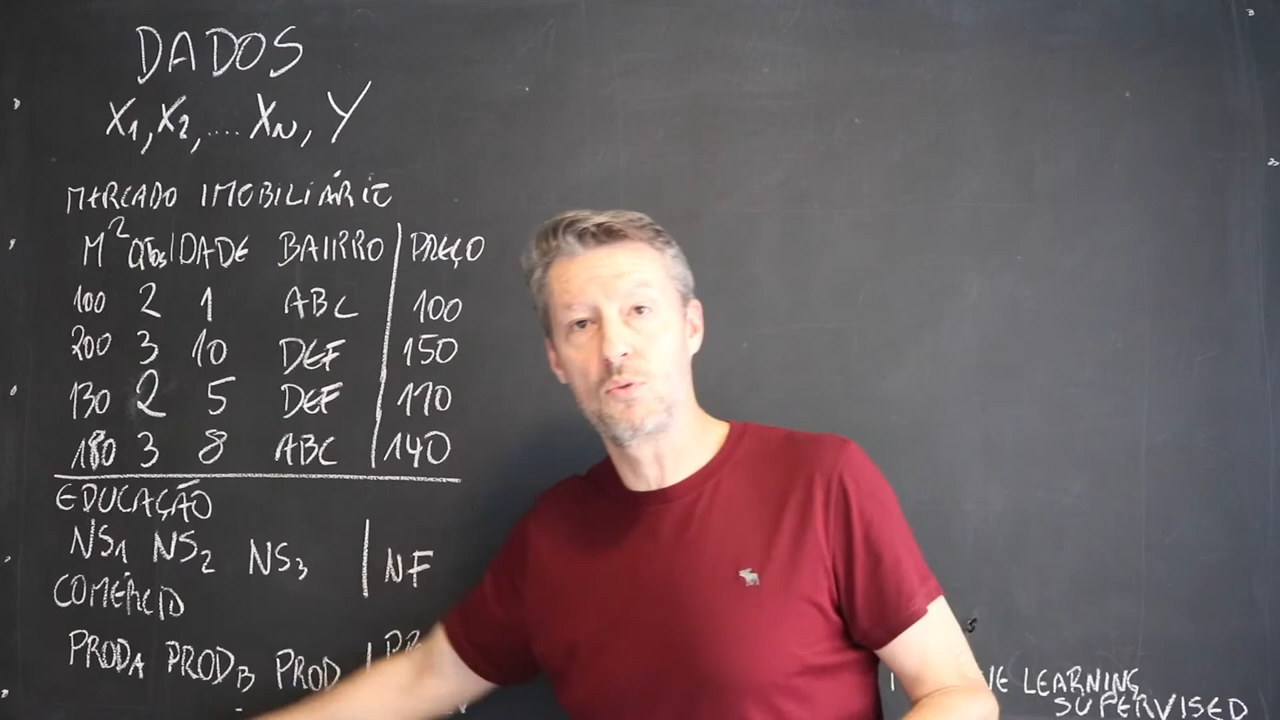 DADOS
X1, X2, .... XN, Y
MERCADO IMOBILIÁRIO
M² QTOS IDADE BAIRRO | PREÇO
100 2 1 ABC 100
200 3 10 DEF 150
130 2 5 DEF 170
180 3 8 ABC 140
EDUCAÇÃO
NS1 NS2 NS3 | NF
COMÉRCIO
PRODA PRODB PROD
LEARNING
SUPERVISED